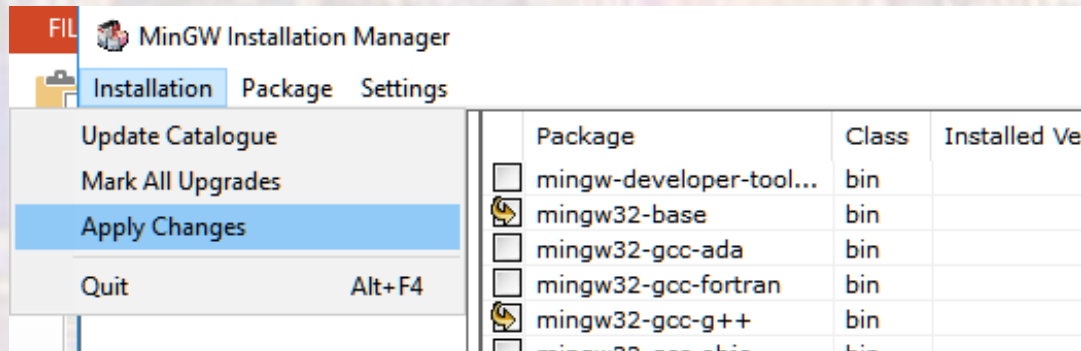 FIL
MinGW Installation Manager
Installation Package Settings
Update Catalogue
Mark All Upgrades
Apply Changes
Quit Alt+F4
Package Class Installed Ve
mingw-developer-tool... bin
mingw32-base bin
mingw32-gcc-ada bin
mingw32-gcc-fortran bin
mingw32-gcc-g++ bin